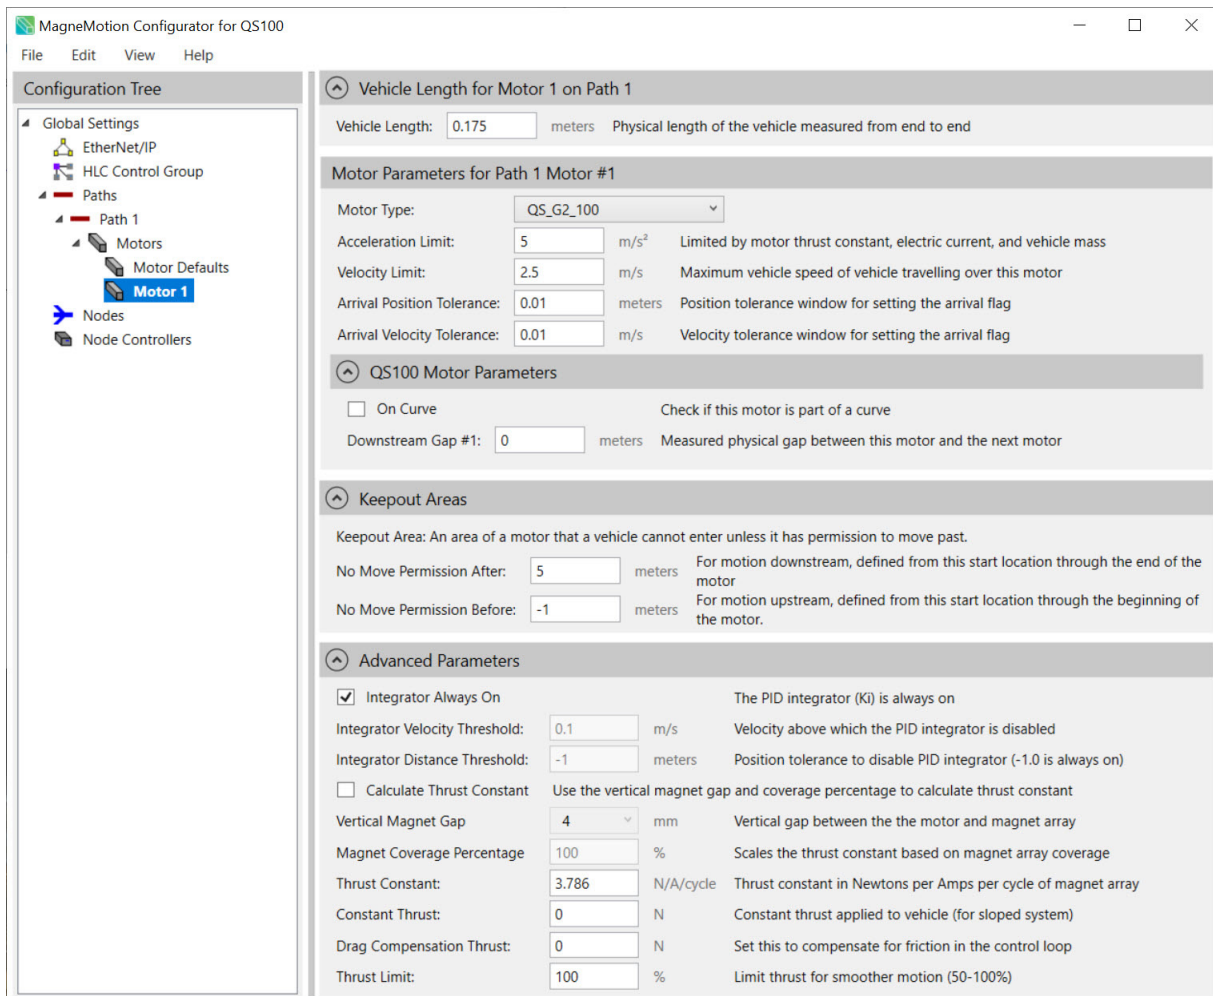 MagneMotion Configurator for QS100
File Edit View Help
Configuration Tree
Global Settings
EtherNet/IP
HLC Control Group
Paths
Path 1
Motors
Motor Defaults
Motor 1
Nodes
Node Controllers
Vehicle Length for Motor 1 on Path 1
Vehicle Length: 0.175 meters Physical length of the vehicle measured from end to end
Motor Parameters for Path 1 Motor #1
Motor Type: QS_G2_100
Acceleration Limit: 5 m/s² Limited by motor thrust constant, electric current, and vehicle mass
Velocity Limit: 2.5 m/s Maximum vehicle speed of vehicle travelling over this motor
Arrival Position Tolerance: 0.01 meters Position tolerance window for setting the arrival flag
Arrival Velocity Tolerance: 0.01 m/s Velocity tolerance window for setting the arrival flag
QS100 Motor Parameters
On Curve Check if this motor is part of a curve
Downstream Gap #1: 0 meters Measured physical gap between this motor and the next motor
Keepout Areas
Keepout Area: An area of a motor that a vehicle cannot enter unless it has permission to move past.
No Move Permission After: 5 meters For motion downstream, defined from this start location through the end of the
motor
No Move Permission Before: -1 meters For motion upstream, defined from this start location through the beginning of
the motor.
Advanced Parameters
Integrator Always On The PID integrator (Ki) is always on
Integrator Velocity Threshold: 0.1 m/s Velocity above which the PID integrator is disabled
Integrator Distance Threshold: -1 meters Position tolerance to disable PID integrator (-1.0 is always on)
Calculate Thrust Constant Use the vertical magnet gap and coverage percentage to calculate thrust constant
Vertical Magnet Gap 4 mm Vertical gap between the the motor and magnet array
Magnet Coverage Percentage 100 % Scales the thrust constant based on magnet array coverage
Thrust Constant: 3.786 N/A/cycle Thrust constant in Newtons per Amps per cycle of magnet array
Constant Thrust: 0 N Constant thrust applied to vehicle (for sloped system)
Drag Compensation Thrust: 0 N Set this to compensate for friction in the control loop
Thrust Limit: 100 % Limit thrust for smoother motion (50-100%)